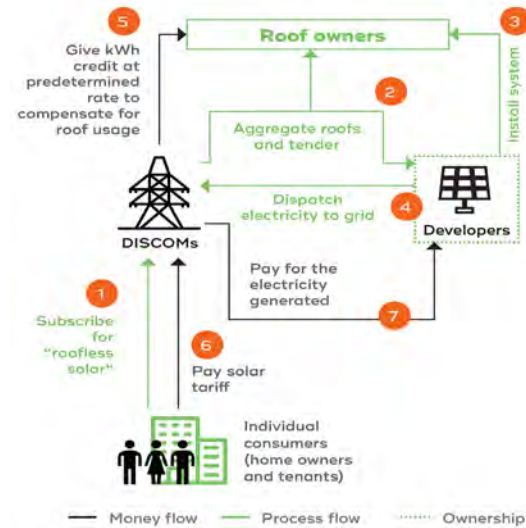 5
Give kWh
credit at
predetermined
rate to
compensate for
roof usage
Roof owners
3
Install system
2
Aggregate roofs
and tender
Dispatch
electricity to grid
4
Developers
DISCOMs
Pay for the
electricity
generated
7
1
Subscribe
for
"roofless
solar"
6
Pay solar
tariff
Individual
consumers
(home owners
and tenants)
Money flow
Process flow
Ownership